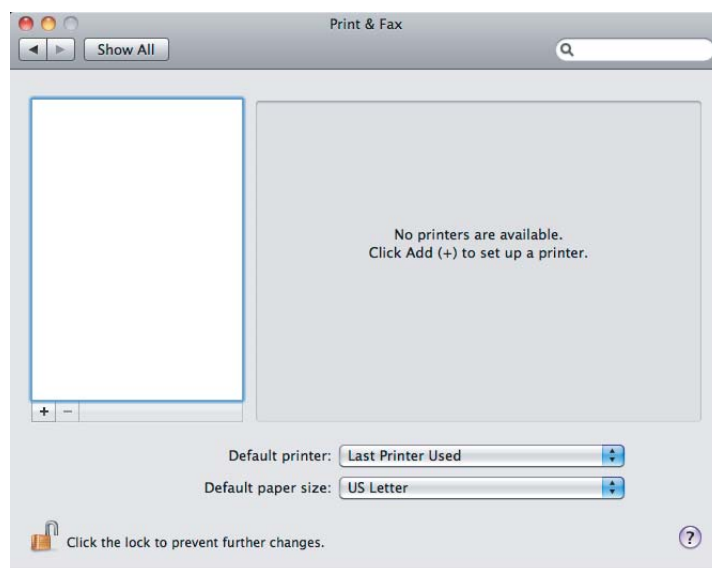 Print & Fax
Show All
No printers are available.
Click Add (+) to set up a printer.
+ −
Default printer: Last Printer Used
Default paper size: US Letter
Click the lock to prevent further changes.
?